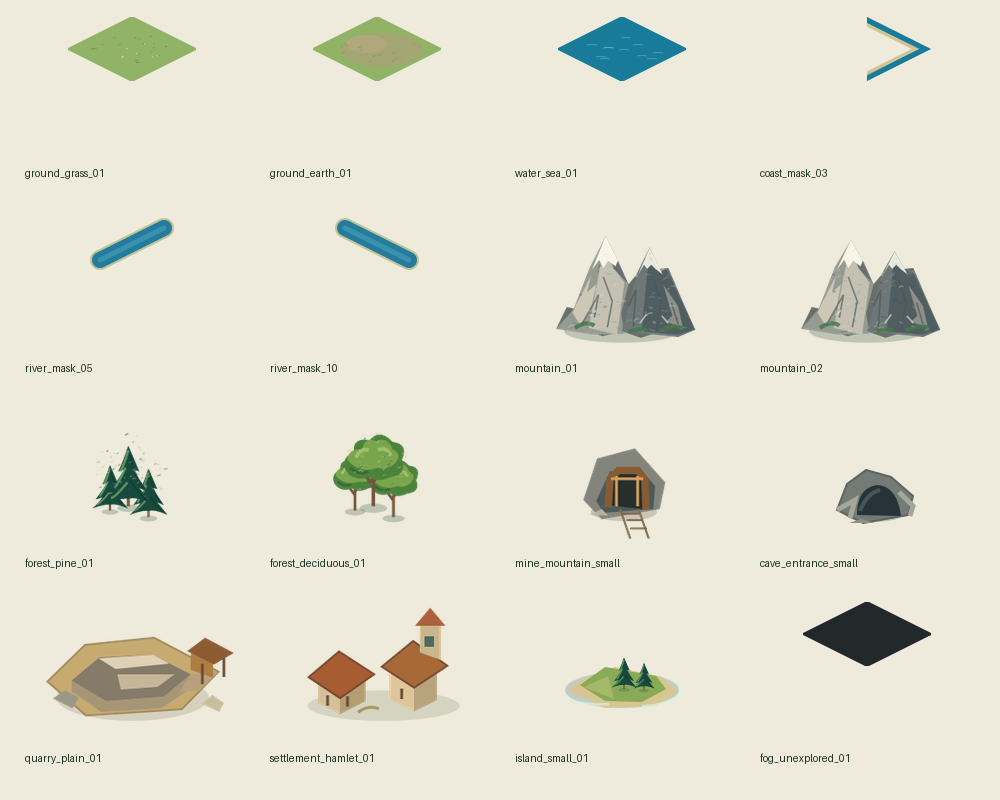 ground_grass_01
ground_earth_01
water_sea_01
coast_mask_03
river_mask_05
river_mask_10
mountain_01
mountain_02
forest_pine_01
forest_deciduous_01
mine_mountain_small
cave_entrance_small
quarry_plain_01
settlement_hamlet_01
island_small_01
fog_unexplored_01